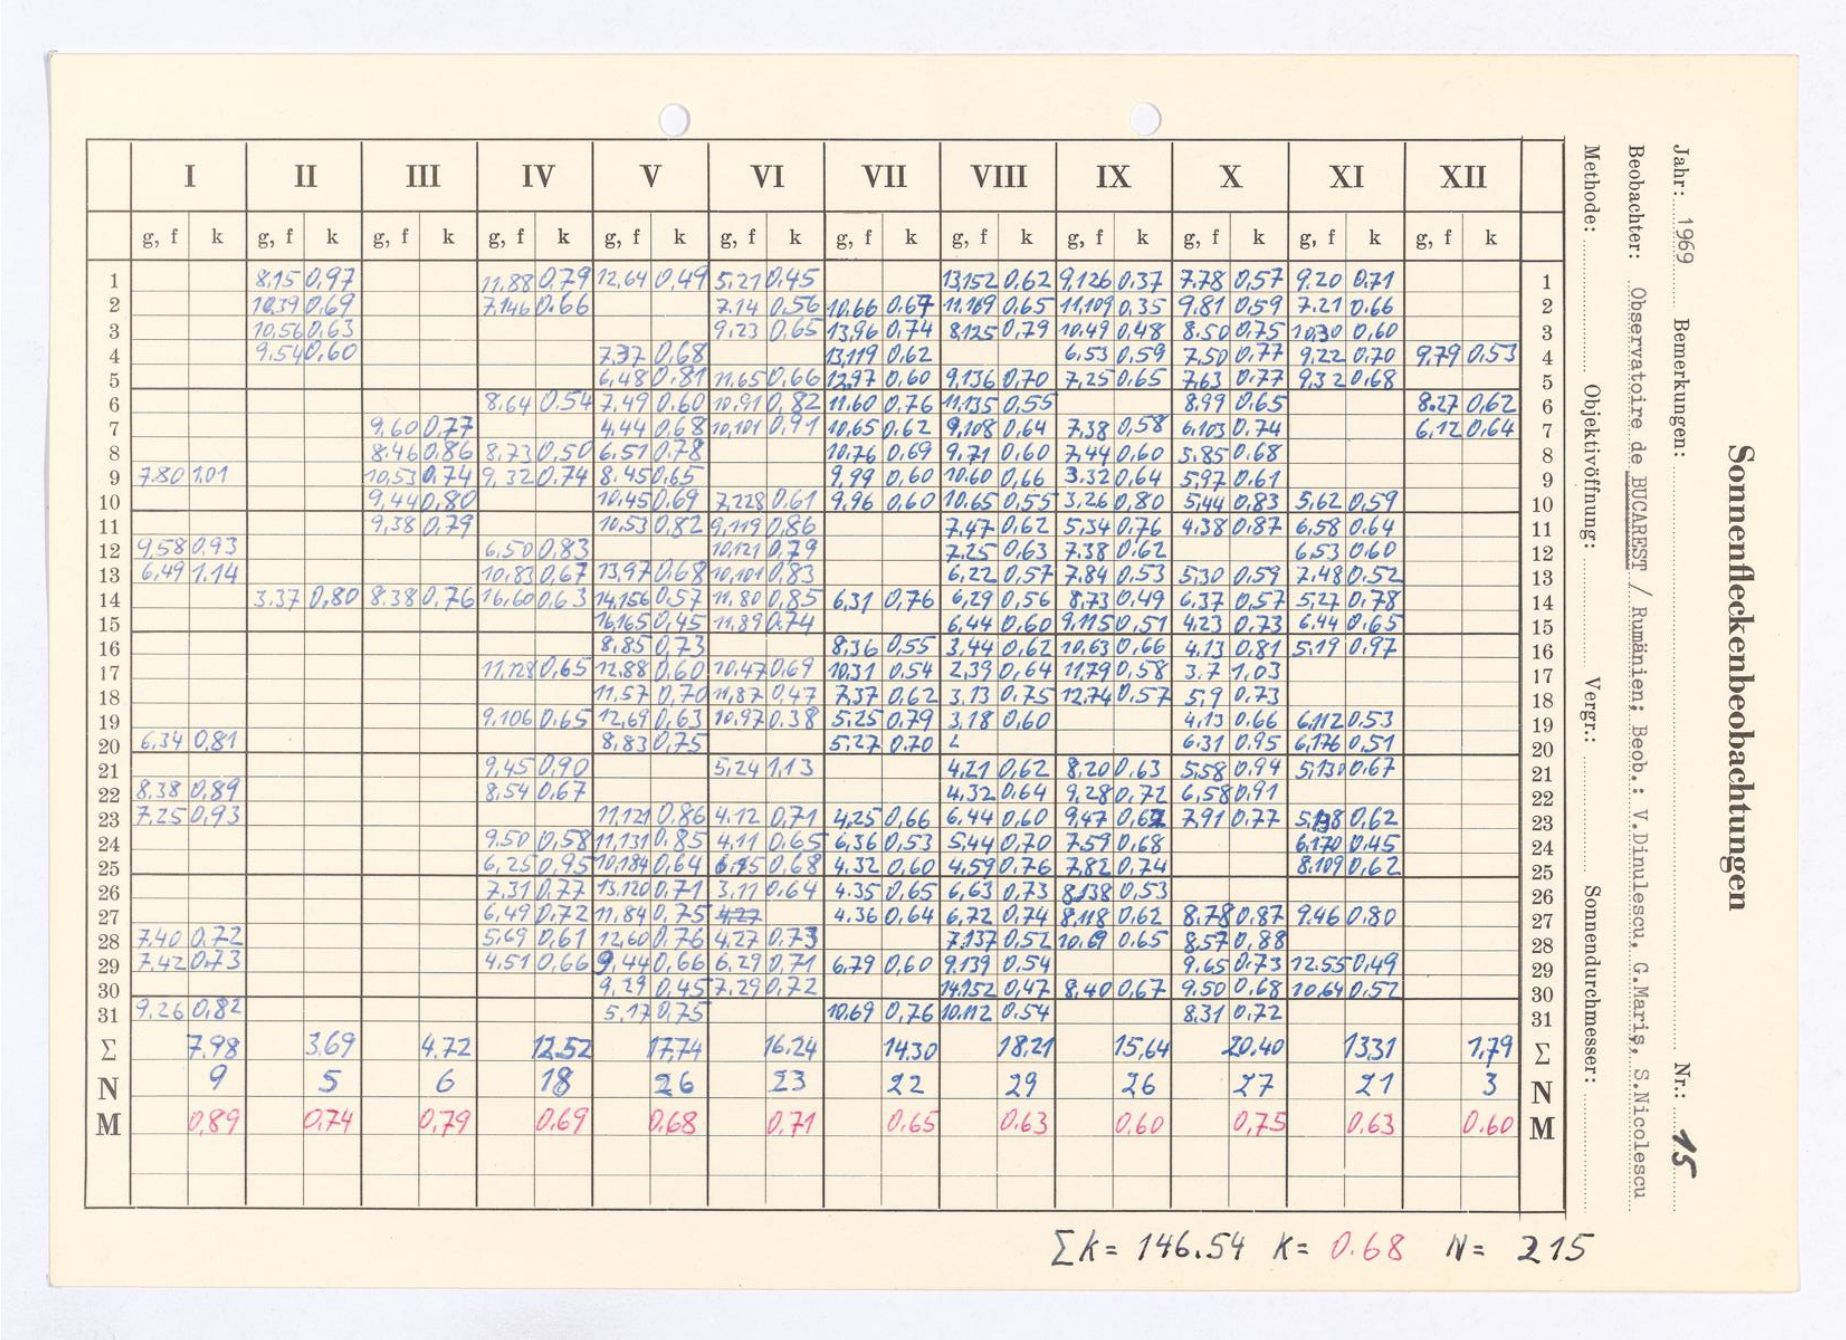 I II III IV V VI VII VIII IX X XI XII
g, f k g, f k g, f k g, f k g, f k g, f k g, f k g, f k g, f k g, f k g, f k g, f k
1 8,15 0,97 11.88 0.79 12,64 0,49 5,21 0,45 13,152 0.62 9,126 0.37 7.78 0,57 9.20 0.71 1
2 10,39 0,69 7,146 0.66 7.14 0,56 10.66 0.67 11,109 0.65 11,109 0.35 9.81 0,59 7.21 0.66 2
3 10,56 0,63 9,23 0,65 13,96 0,74 8,125 0,79 10.49 0,48 8.50 0,75 10,30 0,60 3
4 9.54 0,60 7,37 0,68 13,119 0.62 6.53 0,59 7,50 0.77 9,22 0,70 9,79 0.53 4
5 6,48 0,81 11.65 0,66 12,97 0,60 9,136 0,70 7,25 0.65 7,63 0.77 9,32 0.68 5
6 8.64 0.54 7,49 0.60 10,91 0,82 11.60 0,76 11,135 0,55 8.99 0.65 8.27 0,62 6
7 9,60 0,77 4.44 0,68 10,101 0,91 10,65 0,62 9,108 0,64 7,38 0,58 6,103 0,74 6,12 0,64 7
8 8.46 0,86 8,73 0,50 6,51 0,78 10,76 0,69 9,71 0,60 7,44 0,60 5.85 0.68 8
9 7.80 1.01 10,53 0.74 9,32 0.74 8.45 0.65 9,99 0,60 10.60 0,66 3.32 0,64 5,97 0.61 9
10 9,44 0,80 10.45 0.69 7,228 0,61 9,96 0,60 10.65 0,55 3.26 0,80 5,44 0,83 5,62 0,59 10
11 9,38 0,79 10,53 0,82 9,119 0,86 7,47 0,62 5,34 0,76 4.38 0,87 6,58 0.64 11
12 9,58 0,93 6,50 0,83 10,121 0,79 7,25 0,63 7.38 0.62 6,53 0.60 12
13 6,49 1.14 10,83 0,67 13,97 0.68 10,101 0,83 6,22 0,57 7,84 0,53 5,30 0,59 7,48 0,52 13
14 3.37 0,80 8.38 0,76 16,60 0.63 14,156 0,57 11.80 0,85 6,31 0,76 6,29 0,56 8,73 0,49 6,37 0,57 5,27 0,78 14
15 16,165 0,45 11.89 0.74 6,44 0,60 9,115 0,51 4,23 0,73 6.44 0.65 15
16 8,85 0,73 8,36 0,55 3,44 0,62 10,63 0,66 4.13 0,81 5,19 0,97 16
17 11,128 0,65 12,88 0,60 10.47 0,69 10,31 0,54 2,39 0,64 11,79 0,58 3.7 1,03 17
18 11.57 0,70 11,87 0,47 7,37 0,62 3.13 0.75 12,74 0,57 5,9 0.73 18
19 9.106 0.65 12,69 0,63 10,97 0.38 5.25 0,79 3,18 0,60 4,13 0.66 6,112 0.53 19
20 6,34 0,81 8,83 0,75 5,27 0.70 6.31 0,95 6,176 0,51 20
21 9,45 0,90 5,24 1,13 4,21 0,62 8,20 0.63 5,58 0,94 5,130 0.67 21
22 8.38 0,89 8,54 0.67 4,32 0.64 9,28 0,72 6,58 0,91 22
23 7,25 0,93 11,121 0,86 4.12 0,71 4,25 0,66 6.44 0,60 9,47 7,91 0,77 0,62 23
24 9.50 0,58 11,131 0.85 4.11 0,65 6,36 0,53 5.44 0,70 7.59 0,68 6,170 0.45 24
25 6,25 0,95 10,184 0,64 0,68 4.32 0,60 4.59 0.76 7,82 0,74 8,109 0,62 25
26 7,31 0,77 13.120 0,71 3,11 0.64 4.35 0,65 6,63 0,73 8,138 0,53 26
27 6,49 0,72 11,84 0,75 4,27 4.36 0,64 6,72 0,74 8,118 0,62 8,78 0.87 9.46 0.80 27
28 7.40 0,72 5.69 0,61 12,60 0,76 4.27 0.73 7,137 0,52 10.69 0.65 8,57 0,88 28
29 7.42 0,73 4.51 0,66 9,44 0,66 6.29 0,71 6,79 0,60 9.139 0,54 9.65 0.73 12.55 0,49 29
30 9,29 0,45 7.29 0,72 14,152 0,47 8,40 0,67 9.50 0.68 10,64 0,52 30
31 9.26 0,82 5,17 0,75 10,69 0,76 10,112 0.54 8.31 0,72 31
Σ 7,98 3,69 4,72 12,52 17,74 16.24 14.30 18,21 15,64 20.40 13,31 1,79 Σ
N 9 5 6 18 26 23 22 29 26 27 21 3 N
M 0,89 0,74 0,79 0.69 0,68 0,71 0.65 0.63 0.60 0,75 0.63 0.60 M
Σk = 146.54 K = 0.68 N = 215
Sonnenfleckenbeobachtungen
Jahr: 1969 Bemerkungen: Nr.: 15
Beobachter: Observatoire de BUCAREST / Rumänien; Beob.: V.Dinulescu, G.Maris, S.Nicolescu
Methode: Objektivöffnung: Vergr.: Sonnendurchmesser: